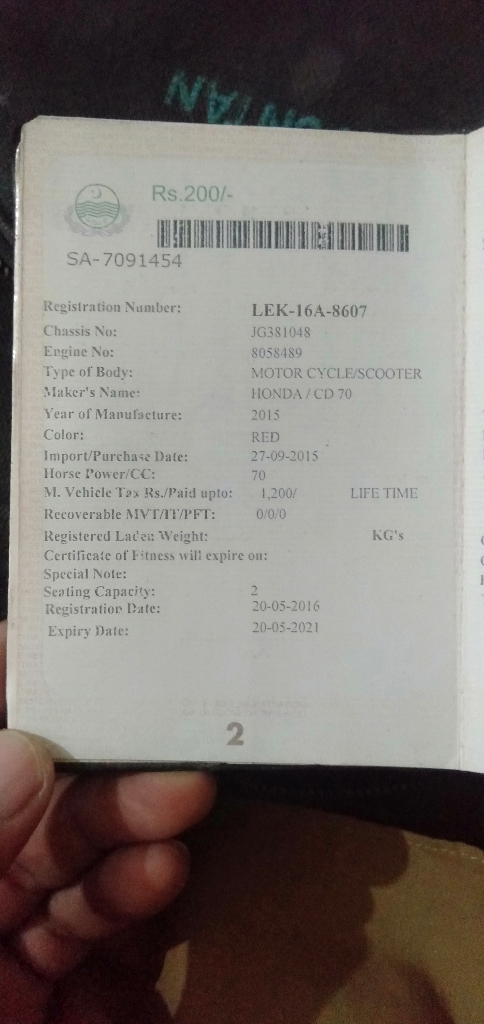 Rs.200/-
SA-7091454
Registration Number: LEK-16A-8607
Chassis No: JG381048
Engine No: 8058489
Type of Body: MOTOR CYCLE/SCOOTER
Maker's Name: HONDA / CD 70
Year of Manufacture: 2015
Color: RED
Import/Purchase Date: 27-09-2015
Horse Power/CC: 70
M. Vehicle Tax Rs./Paid upto: 1,200/ LIFE TIME
Recoverable MVT/IT/PFT: 0/0/0
Registered Laden Weight: KG's
Certificate of Fitness will expire on:
Special Note:
Seating Capacity: 2
Registration Date: 20-05-2016
Expiry Date: 20-05-2021
2